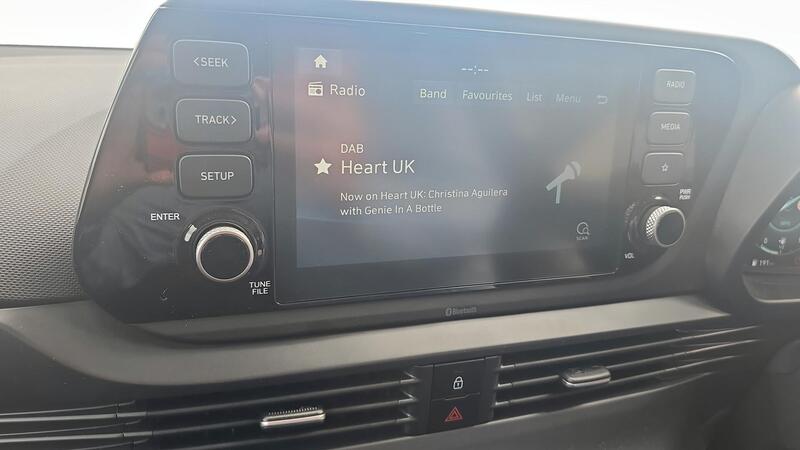 <SEEK
TRACK>
SETUP
ENTER
TUNE
FILE
--:--
Radio
Band Favourites List Menu
DAB
Heart UK
Now on Heart UK: Christina Aguilera
with Genie In A Bottle
SCAN
RADIO
MEDIA
PWR
PUSH
VOL
Bluetooth
191